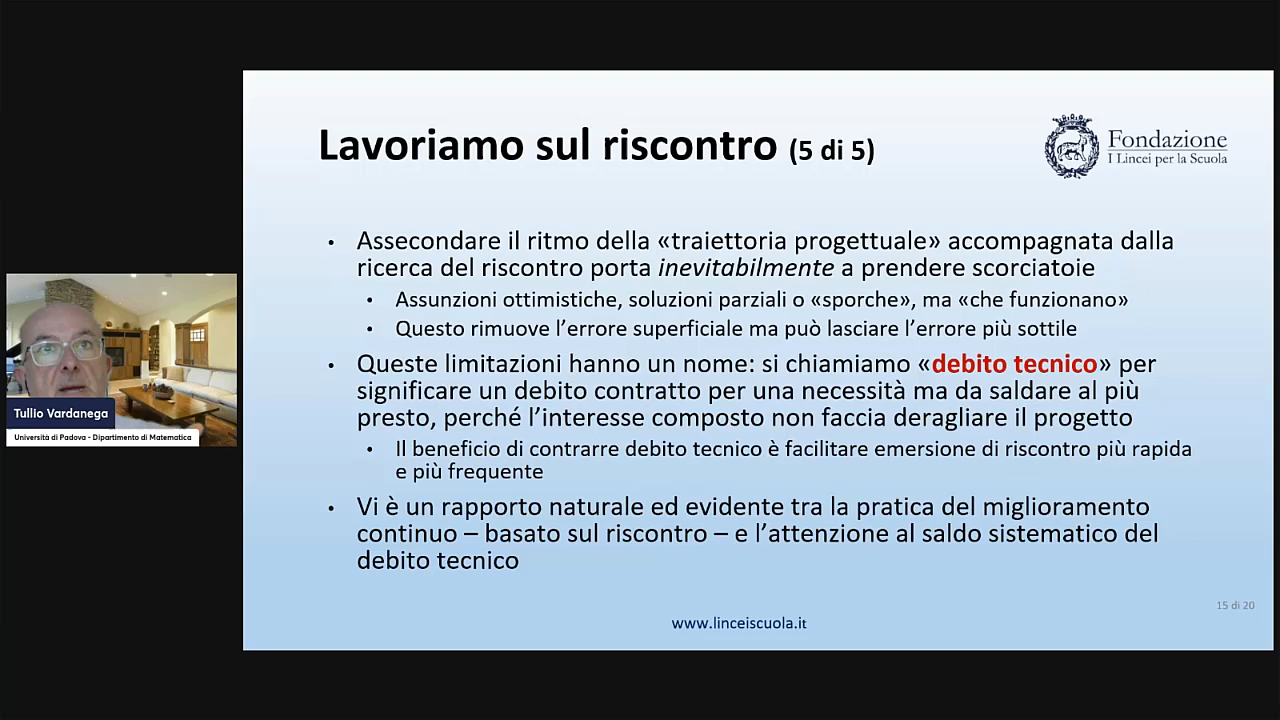 Lavoriamo sul riscontro (5 di 5)
Fondazione
I Lincei per la Scuola
• Assecondare il ritmo della «traiettoria progettuale» accompagnata dalla
ricerca del riscontro porta inevitabilmente a prendere scorciatoie
• Assunzioni ottimistiche, soluzioni parziali o «sporche», ma «che funzionano»
• Questo rimuove l’errore superficiale ma può lasciare l’errore più sottile
• Queste limitazioni hanno un nome: si chiamiamo «debito tecnico» per
significare un debito contratto per una necessità ma da saldare al più
presto, perché l’interesse composto non faccia deragliare il progetto
• Il beneficio di contrarre debito tecnico è facilitare emersione di riscontro più rapida
e più frequente
• Vi è un rapporto naturale ed evidente tra la pratica del miglioramento
continuo – basato sul riscontro – e l’attenzione al saldo sistematico del
debito tecnico
15 di 20
www.linceiscuola.it
Tullio Vardanega
Università di Padova - Dipartimento di Matematica